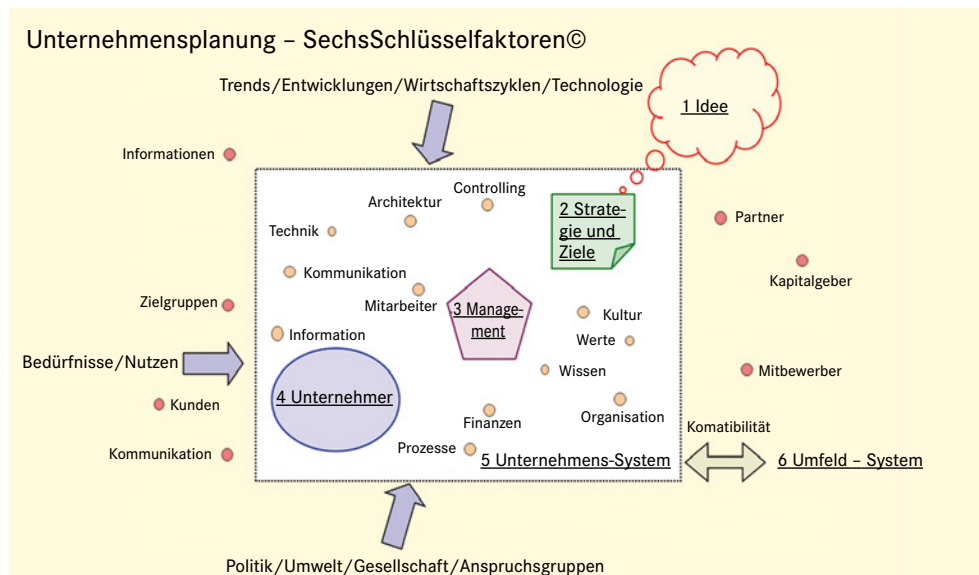 Unternehmensplanung – SechsSchlüsselfaktoren©
Trends/Entwicklungen/Wirtschaftszyklen/Technologie
1 Idee
Informationen
Controlling
Architektur
Technik
2 Strate-
gie und
Ziele
Partner
Kommunikation
Kapitalgeber
Zielgruppen
Mitarbeiter
3 Manage-
ment
Kultur
Information
Werte
Bedürfnisse/Nutzen
Wissen
Mitbewerber
4 Unternehmer
Kunden
Finanzen
Organisation
Komatibilität
Kommunikation
Prozesse
5 Unternehmens-System
6 Umfeld – System
Politik/Umwelt/Gesellschaft/Anspruchsgruppen